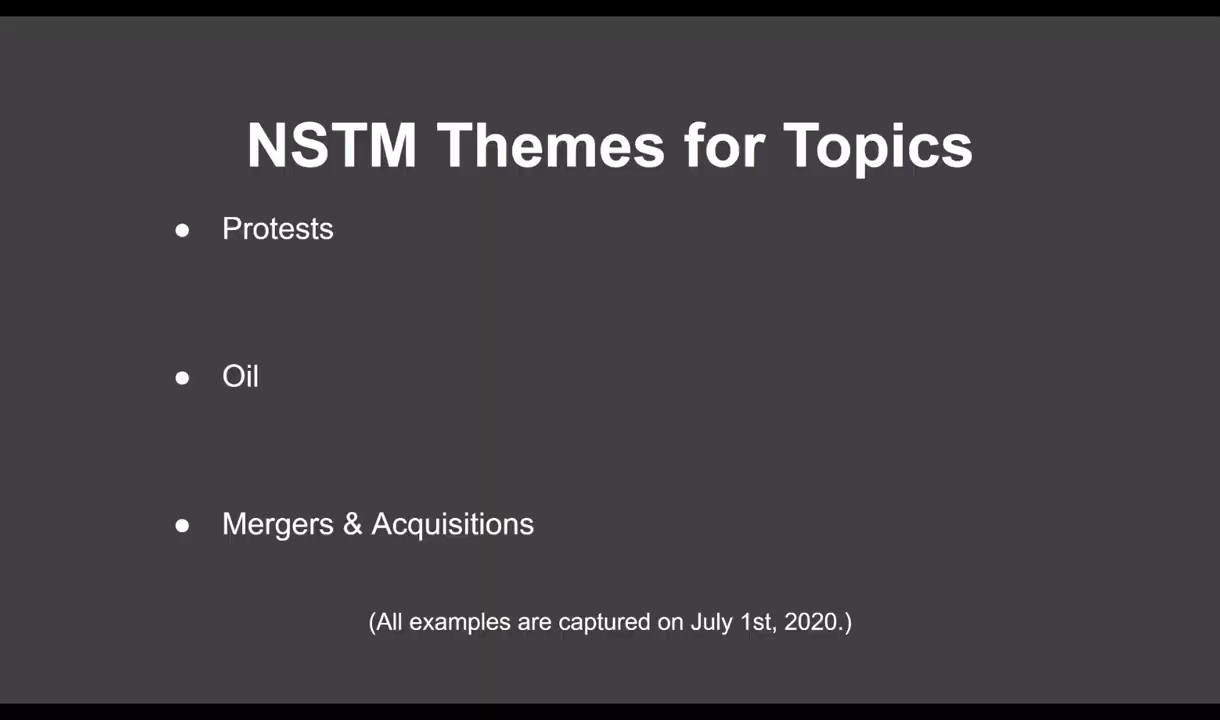 NSTM Themes for Topics
● Protests
● Oil
● Mergers & Acquisitions
(All examples are captured on July 1st, 2020.)